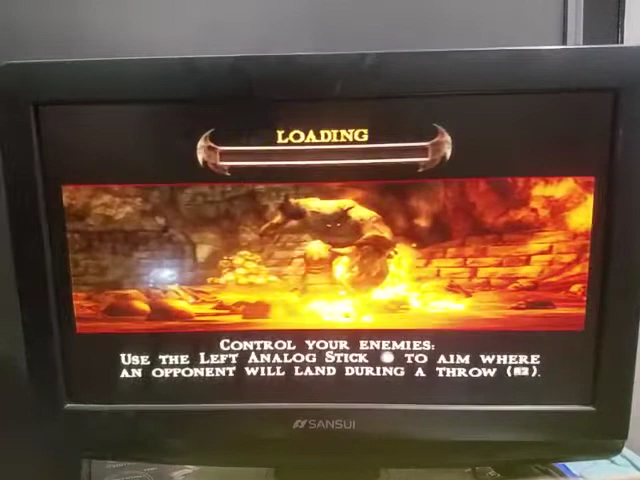 LOADING
CONTROL YOUR ENEMIES:
USE THE LEFT ANALOG STICK TO AIM WHERE
AN OPPONENT WILL LAND DURING A THROW (R2).
SANSUI